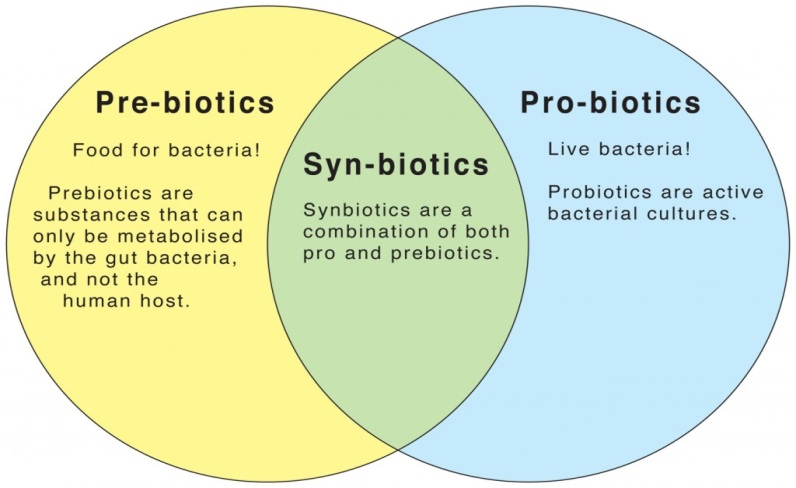 Pre-biotics
Food for bacteria!
Prebiotics are
substances that can
only be metabolised
by the gut bacteria,
and not the
human host.
Syn-biotics
Synbiotics are a
combination of both
pro and prebiotics.
Pro-biotics
Live bacteria!
Probiotics are active
bacterial cultures.